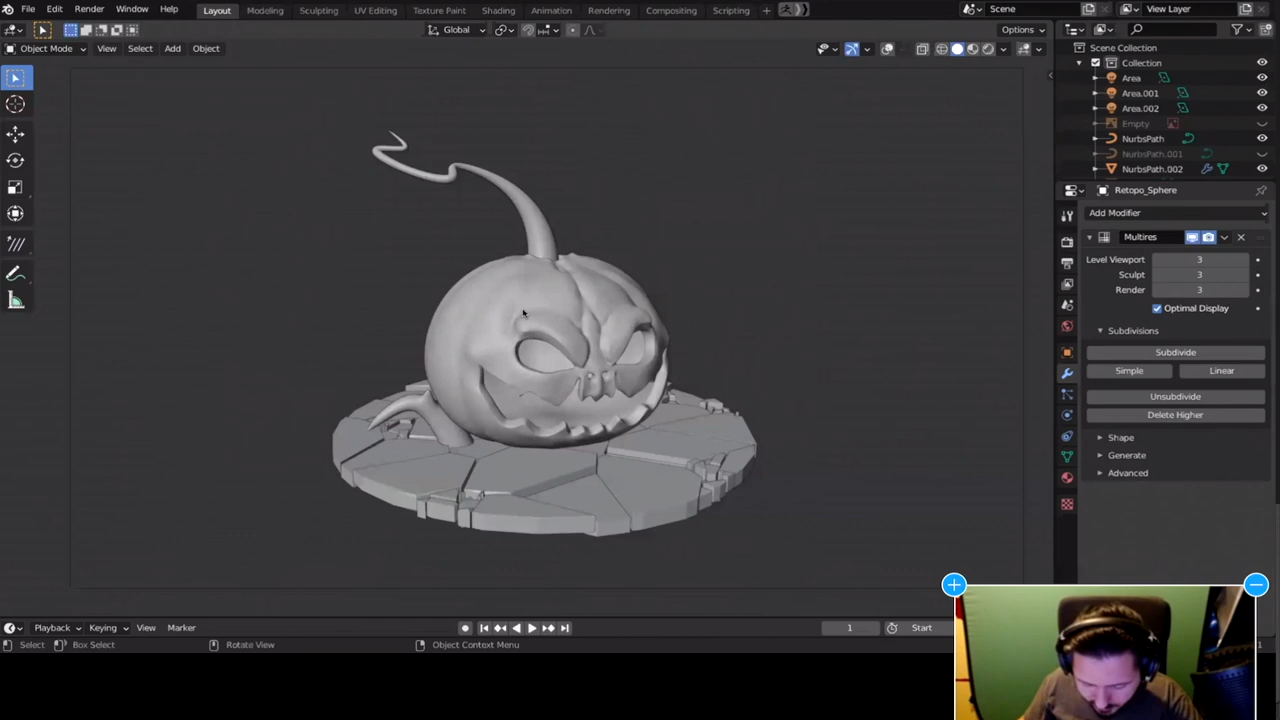 File Edit Render Window Help Layout Modeling Sculpting UV Editing Texture Paint Shading Animation Rendering Compositing Scripting + Scene View Layer
Global Options
Object Mode View Select Add Object
Scene Collection
Collection
Area
Area.001
Area.002
Empty
NurbsPath
NurbsPath.001
NurbsPath.002
Retopo_Sphere
Add Modifier
Multires
Level Viewport 3
Sculpt 3
Render 3
Optimal Display
Subdivisions
Subdivide
Simple Linear
Unsubdivide
Delete Higher
Shape
Generate
Advanced
Playback Keying View Marker 1 Start
Select Box Select Rotate View Object Context Menu